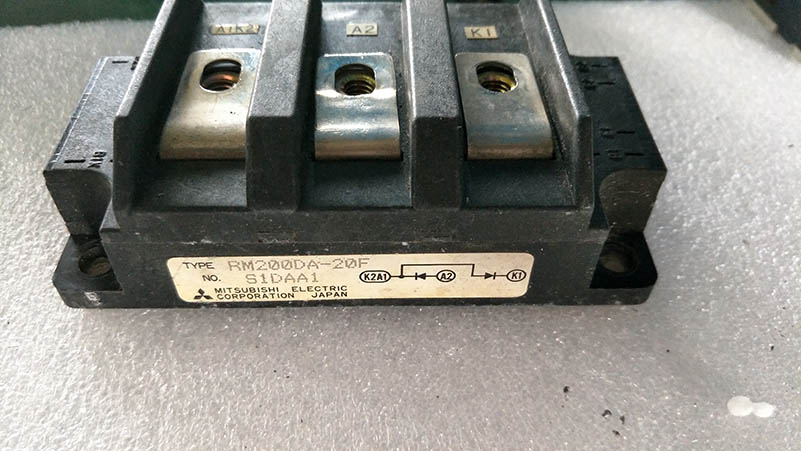 A1K2 A2 K1
TYPE RM200DA-20F
NO. S1DAA1
MITSUBISHI ELECTRIC
CORPORATION JAPAN
K2A1 A2 K1